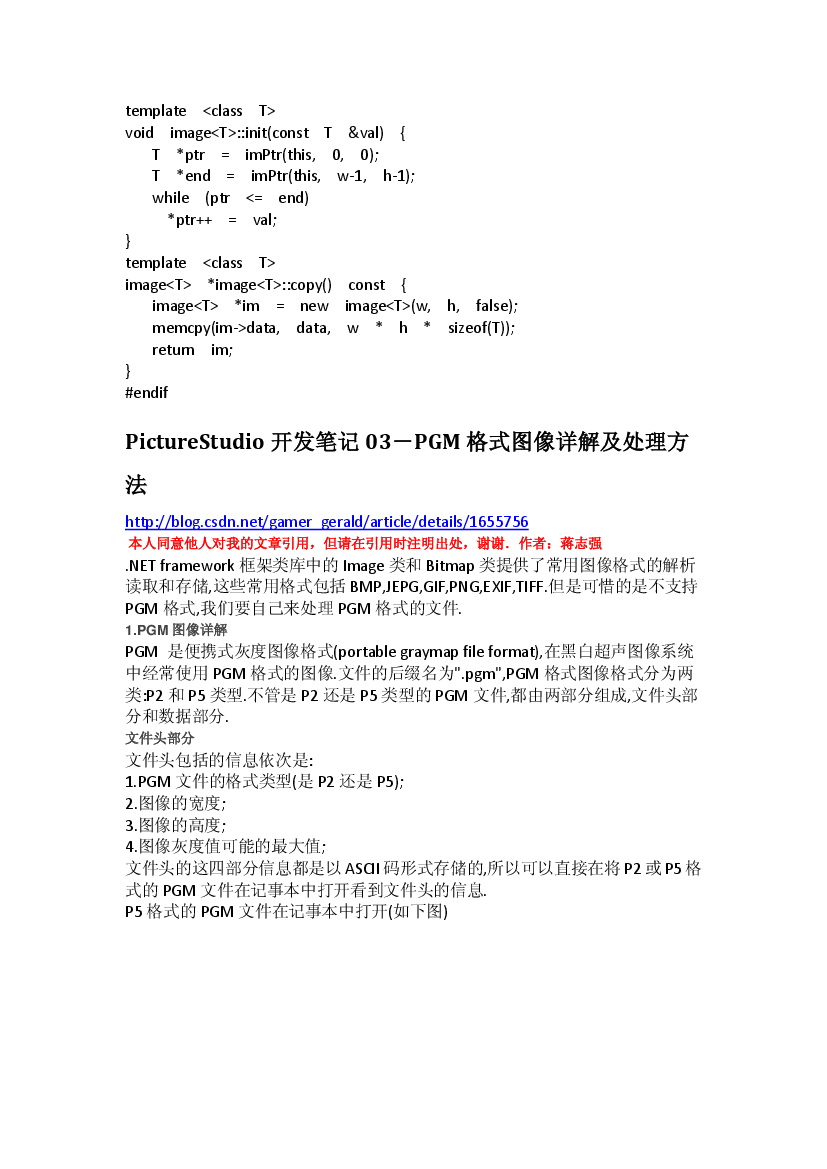 template <class T>
void image<T>::init(const T &val) {
T *ptr = imPtr(this, 0, 0);
T *end = imPtr(this, w-1, h-1);
while (ptr <= end)
*ptr++ = val;
}
template <class T>
image<T> *image<T>::copy() const {
image<T> *im = new image<T>(w, h, false);
memcpy(im->data, data, w * h * sizeof(T));
return im;
}
#endif
PictureStudio 开发笔记 03－PGM 格式图像详解及处理方
法
http://blog.csdn.net/gamer_gerald/article/details/1655756
本人同意他人对我的文章引用，但请在引用时注明出处，谢谢．作者：蒋志强
.NET framework 框架类库中的 Image 类和 Bitmap 类提供了常用图像格式的解析
读取和存储,这些常用格式包括 BMP,JEPG,GIF,PNG,EXIF,TIFF.但是可惜的是不支持
PGM 格式,我们要自己来处理 PGM 格式的文件.
1.PGM 图像详解
PGM 是便携式灰度图像格式(portable graymap file format),在黑白超声图像系统
中经常使用 PGM 格式的图像.文件的后缀名为".pgm",PGM 格式图像格式分为两
类:P2 和 P5 类型.不管是 P2 还是 P5 类型的 PGM 文件,都由两部分组成,文件头部
分和数据部分.
文件头部分
文件头包括的信息依次是:
1.PGM 文件的格式类型(是 P2 还是 P5);
2.图像的宽度;
3.图像的高度;
4.图像灰度值可能的最大值;
文件头的这四部分信息都是以 ASCII 码形式存储的,所以可以直接在将 P2 或 P5 格
式的 PGM 文件在记事本中打开看到文件头的信息.
P5 格式的 PGM 文件在记事本中打开(如下图)